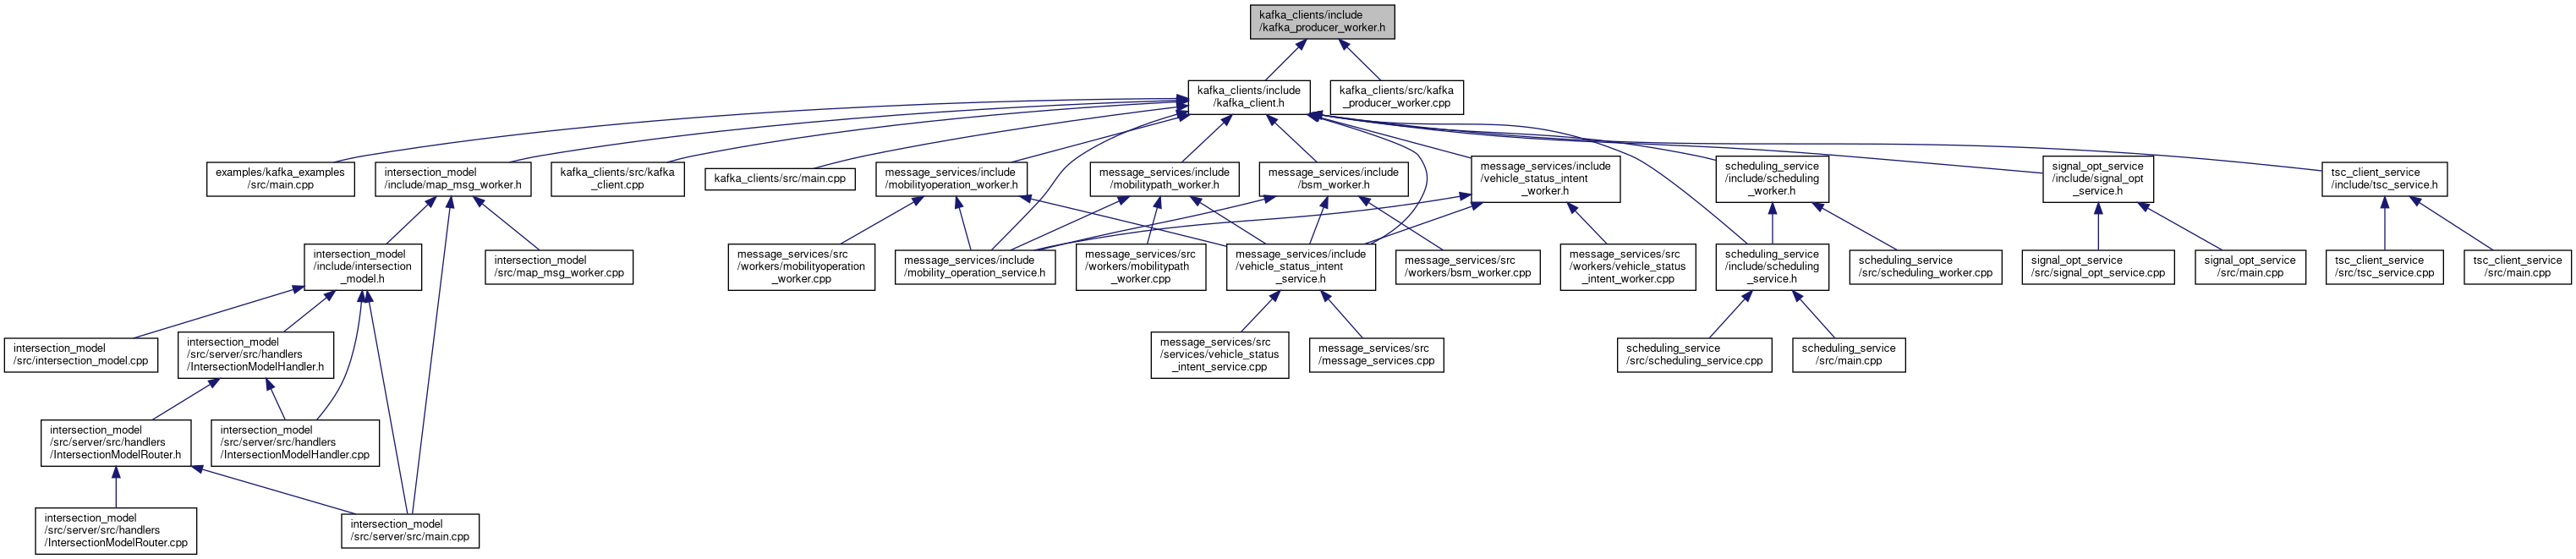 kafka_clients/include
/kafka_producer_worker.h
kafka_clients/include
/kafka_client.h
kafka_clients/src/kafka
_producer_worker.cpp
examples/kafka_examples
/src/main.cpp
intersection_model
/include/map_msg_worker.h
kafka_clients/src/kafka
_client.cpp
kafka_clients/src/main.cpp
message_services/include
/mobilityoperation_worker.h
message_services/include
/mobilitypath_worker.h
message_services/include
/bsm_worker.h
message_services/include
/vehicle_status_intent
_worker.h
scheduling_service
/include/scheduling
_worker.h
signal_opt_service
/include/signal_opt
_service.h
tsc_client_service
/include/tsc_service.h
intersection_model
/include/intersection
_model.h
intersection_model
/src/map_msg_worker.cpp
message_services/src
/workers/mobilityoperation
_worker.cpp
message_services/include
/mobility_operation_service.h
message_services/src
/workers/mobilitypath
_worker.cpp
message_services/include
/vehicle_status_intent
_service.h
message_services/src
/workers/bsm_worker.cpp
message_services/src
/workers/vehicle_status
_intent_worker.cpp
scheduling_service
/include/scheduling
_service.h
scheduling_service
/src/scheduling_worker.cpp
signal_opt_service
/src/signal_opt_service.cpp
signal_opt_service
/src/main.cpp
tsc_client_service
/src/tsc_service.cpp
tsc_client_service
/src/main.cpp
intersection_model
/src/intersection_model.cpp
intersection_model
/src/server/src/handlers
/IntersectionModelHandler.h
message_services/src
/services/vehicle_status
_intent_service.cpp
message_services/src
/message_services.cpp
scheduling_service
/src/scheduling_service.cpp
scheduling_service
/src/main.cpp
intersection_model
/src/server/src/handlers
/IntersectionModelRouter.h
intersection_model
/src/server/src/handlers
/IntersectionModelHandler.cpp
intersection_model
/src/server/src/handlers
/IntersectionModelRouter.cpp
intersection_model
/src/server/src/main.cpp